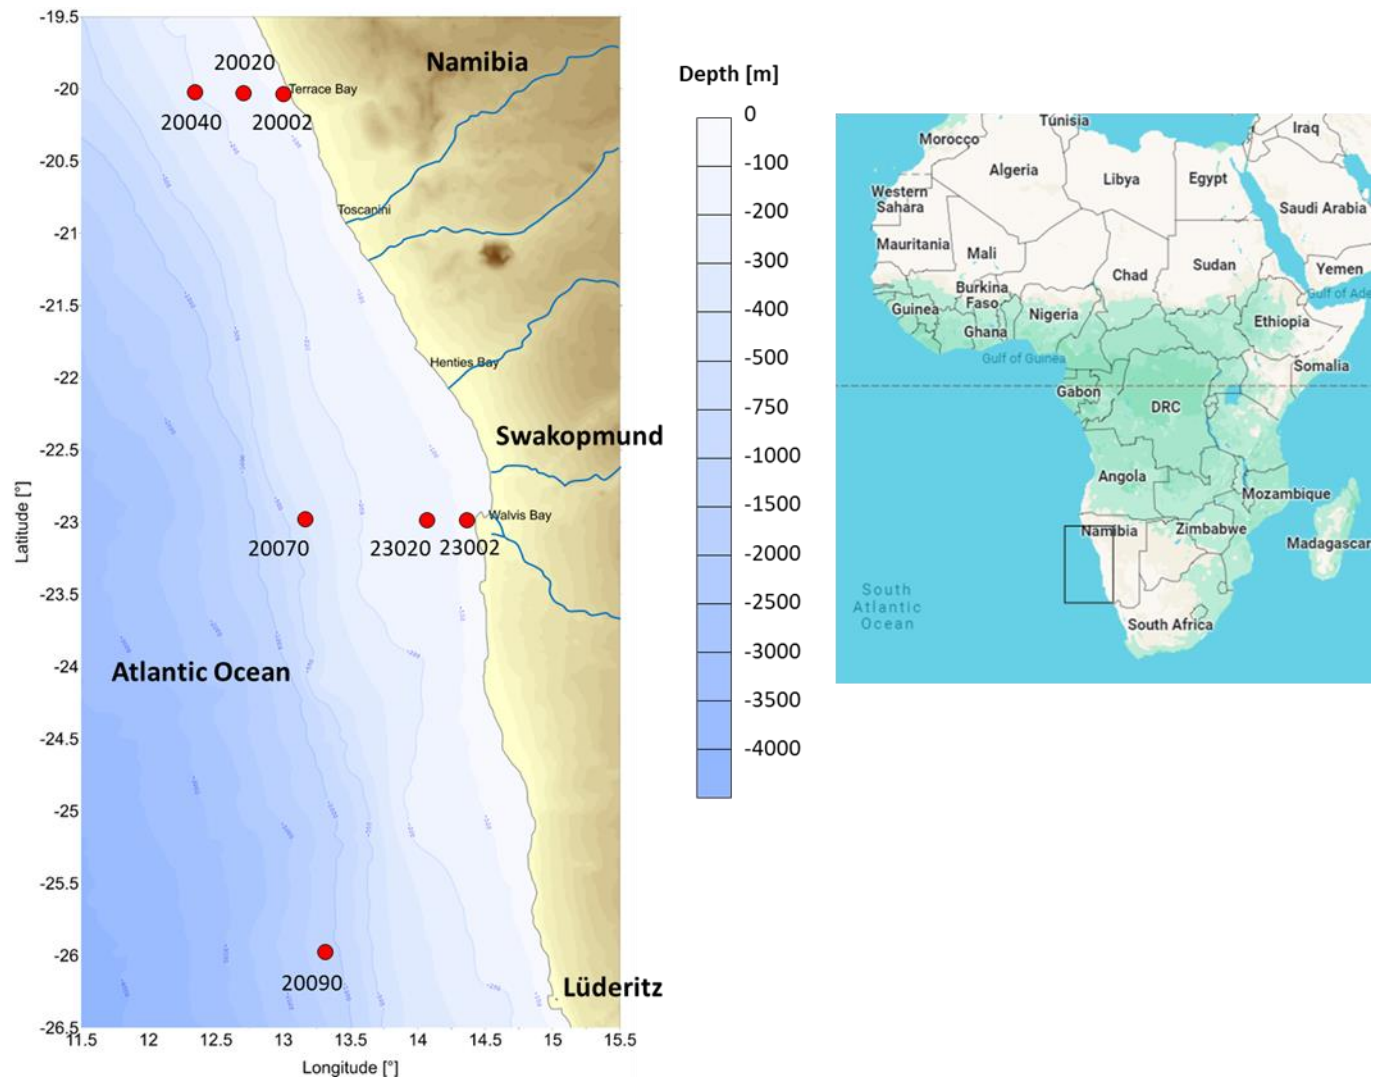 -19.5
-20
-20.5
-21
-21.5
-22
-22.5
-23
-23.5
-24
-24.5
-25
-25.5
-26
-26.5
Latitude [°]
11.5 12 12.5 13 13.5 14 14.5 15 15.5
Longitude [°]
Namibia
20020
Terrace Bay
20040 20002
Toscanini
Henties Bay
Swakopmund
Walvis Bay
20070 23020 23002
Atlantic Ocean
20090
Lüderitz
Depth [m]
0
-100
-200
-300
-400
-500
-750
-1000
-1500
-2000
-2500
-3000
-3500
-4000
Tunisia
Morocco
Iraq
Algeria
Libya
Egypt
Western
Sahara
Saudi Arabia
Mauritania
Mali
Chad
Sudan
Yemen
Burkina
Faso
Gulf of Ade
Guinea
Nigeria
Ghana
Ethiopia
Gulf of Guinea
Somalia
Gabon
DRC
Angola
Mozambique
Namibia
Zimbabwe
Madagascar
South
Atlantic
Ocean
South Africa